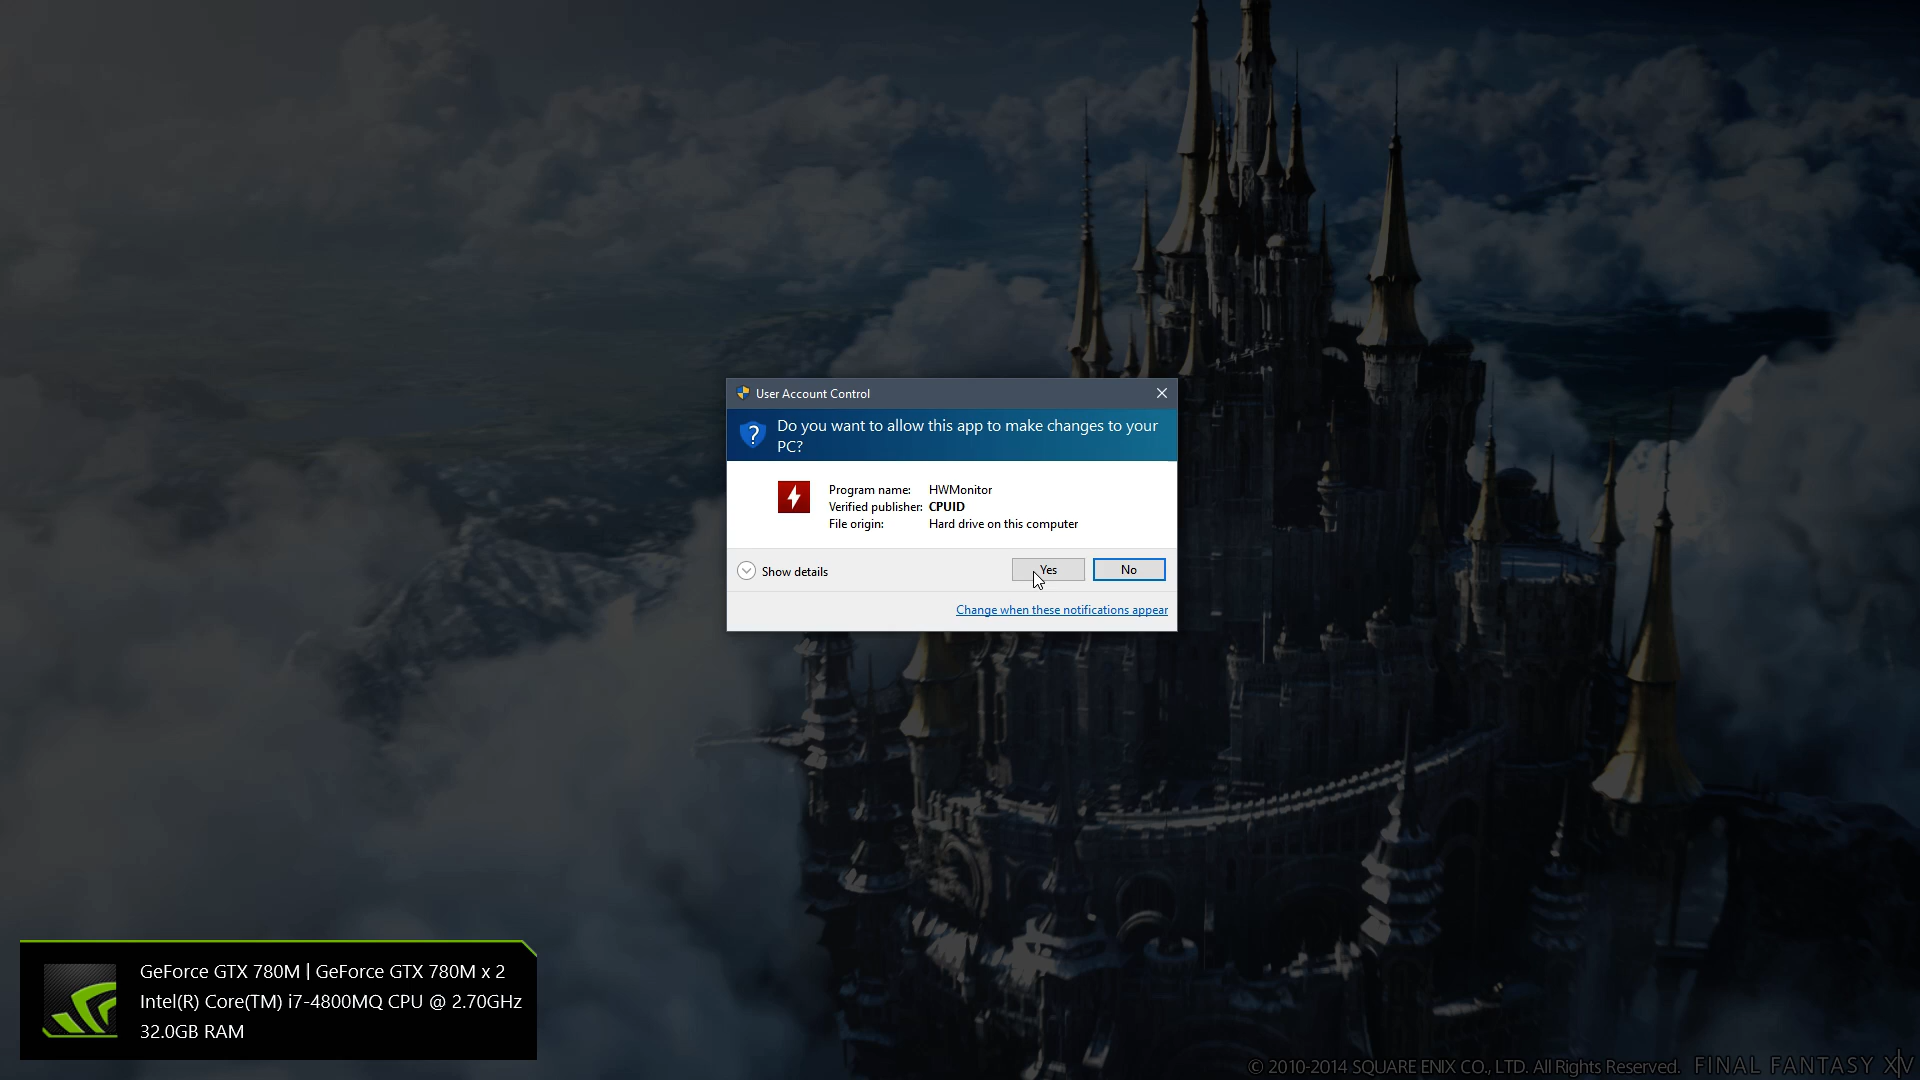 User Account Control
Do you want to allow this app to make changes to your
PC?
Program name: HWMonitor
Verified publisher: CPUID
File origin: Hard drive on this computer
Show details
Yes
No
Change when these notifications appear
GeForce GTX 780M | GeForce GTX 780M x 2
Intel(R) Core(TM) i7-4800MQ CPU @ 2.70GHz
32.0GB RAM
© 2010-2014 SQUARE ENIX CO., LTD. All Rights Reserved. FINAL FANTASY XIV